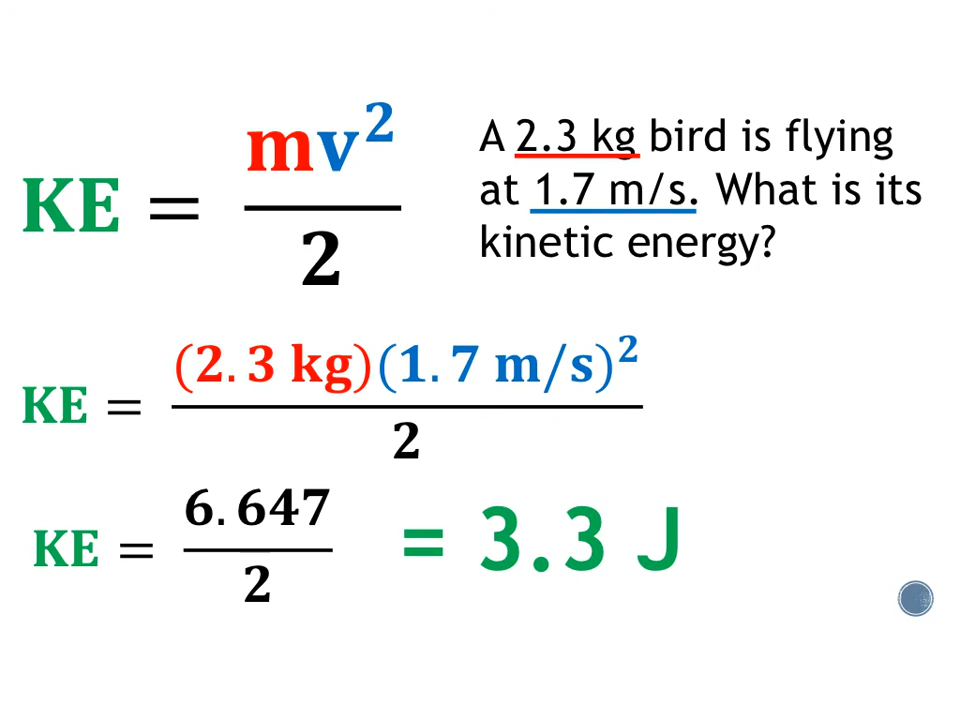 KE = mv²/2
A 2.3 kg bird is flying
at 1.7 m/s. What is its
kinetic energy?
KE = (2.3 kg)(1.7 m/s)²/2
KE = 6.647/2 = 3.3 J